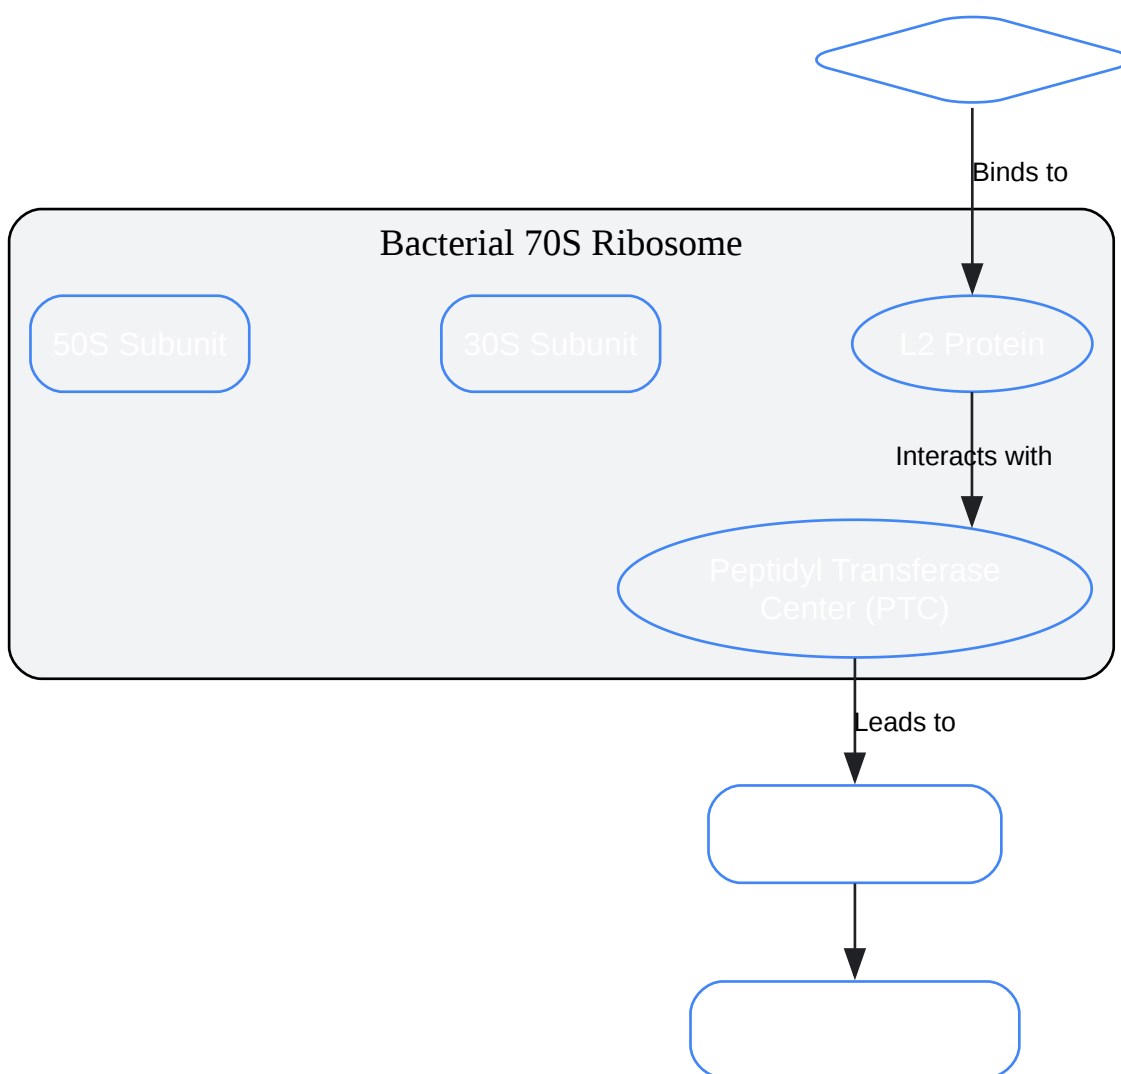 Binds to
Bacterial 70S Ribosome
50S Subunit
30S Subunit
L2 Protein
Interacts with
Peptidyl Transferase
Center (PTC)
Leads to